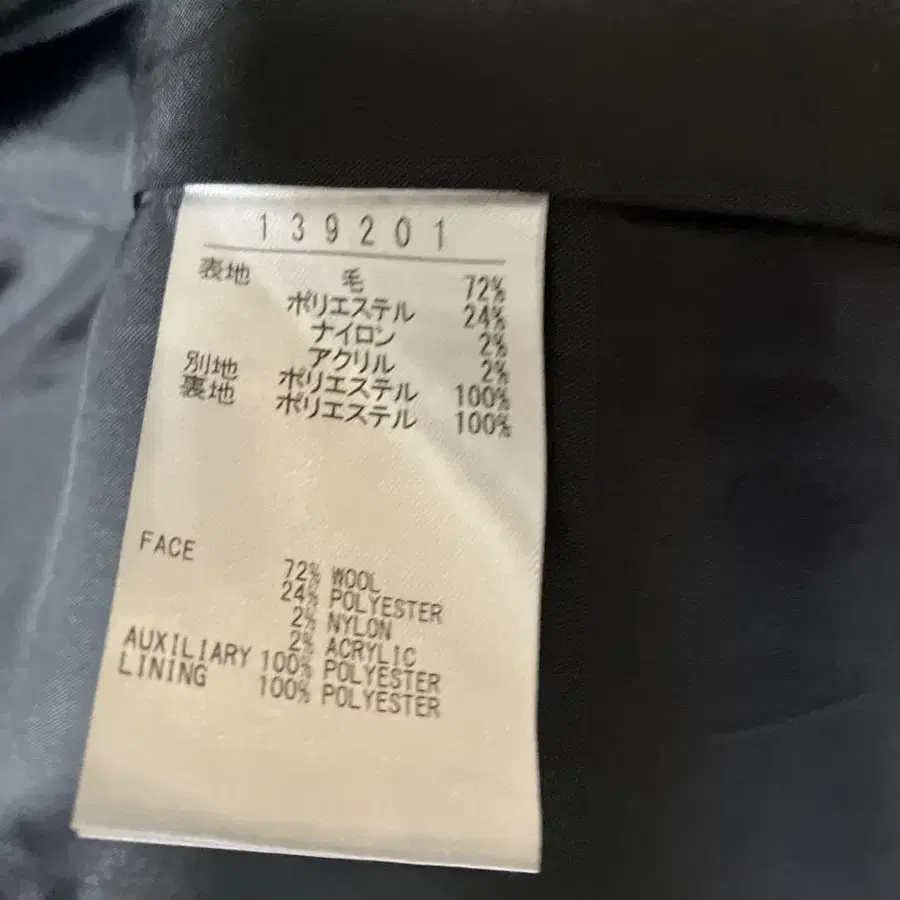 139201
表地 毛 72%
ポリエステル 24%
ナイロン 2%
アクリル 2%
別地 ポリエステル 100%
裏地 ポリエステル 100%
FACE
72% WOOL
24% POLYESTER
2% NYLON
2% ACRYLIC
AUXILIARY 100% POLYESTER
LINING 100% POLYESTER